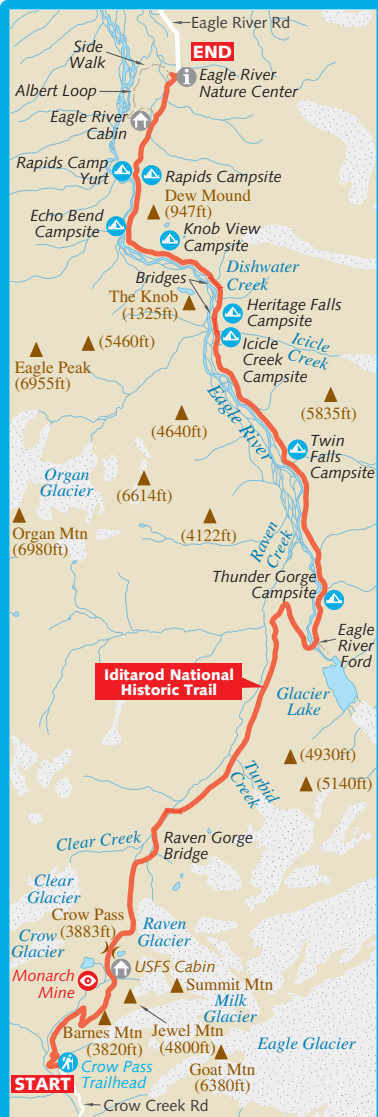 Eagle River Rd
Side
Walk
END
Albert Loop
Eagle River
Nature Center
Eagle River
Cabin
Rapids Camp
Yurt
Rapids Campsite
Dew Mound
(947ft)
Echo Bend
Campsite
Knob View
Campsite
Bridges
Dishwater
Creek
The Knob
(1325ft)
Heritage Falls
Campsite
Icicle
Creek
Campsite
Icicle
Creek
(5460ft)
Eagle Peak
(6955ft)
Eagle River
(5835ft)
(4640ft)
Twin
Falls
Campsite
Organ
Glacier
(6614ft)
Organ Mtn
(6980ft)
(4122ft)
Raven
Creek
Thunder Gorge
Campsite
Eagle
River
Ford
Iditarod National
Historic Trail
Glacier
Lake
(4930ft)
(5140ft)
Turbid
Creek
Clear Creek
Raven Gorge
Bridge
Clear
Glacier
Crow Pass
(3883ft)
Raven
Glacier
Crow
Glacier
USFS Cabin
Monarch
Mine
Summit Mtn
Milk
Glacier
Barnes Mtn
(3820ft)
Jewel Mtn
(4800ft)
Eagle Glacier
Goat Mtn
(6380ft)
Crow Pass
Trailhead
START
Crow Creek Rd